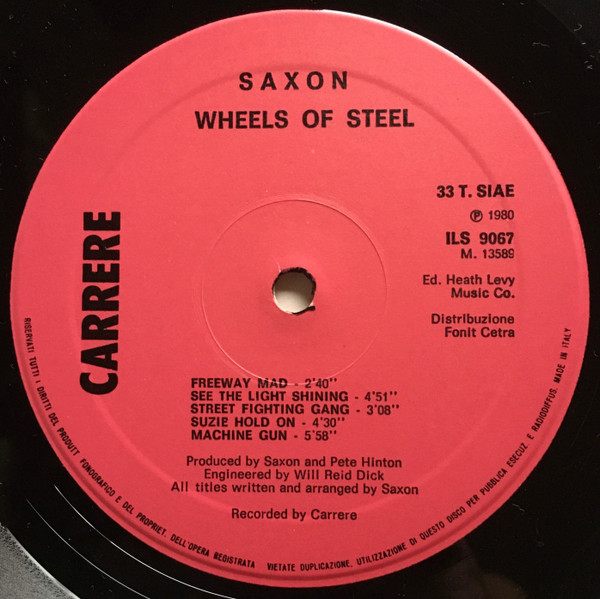 SAXON
WHEELS OF STEEL
33 T. SIAE
Ⓟ 1980
ILS 9067
M. 13589
Ed. Heath Levy
Music Co.
Distribuzione
Fonit Cetra
CARRERE
FREEWAY MAD - 2'40''
SEE THE LIGHT SHINING - 4'51''
STREET FIGHTING GANG - 3'08''
SUZIE HOLD ON - 4'30''
MACHINE GUN - 5'58''
Produced by Saxon and Pete Hinton
Engineered by Will Reid Dick
All titles written and arranged by Saxon
Recorded by Carrere
RISERVATI TUTTI I DIRITTI DEL PRODUTT FONOGRAFICO E DEL PROPRIET. DELL'OPERA REGISTRATA VIETATE DUPLICAZIONE, UTILIZZAZIONE DI QUESTO DISCO PER PUBBLICA ESECUZ E RADIODIFFUS. MADE IN ITALY